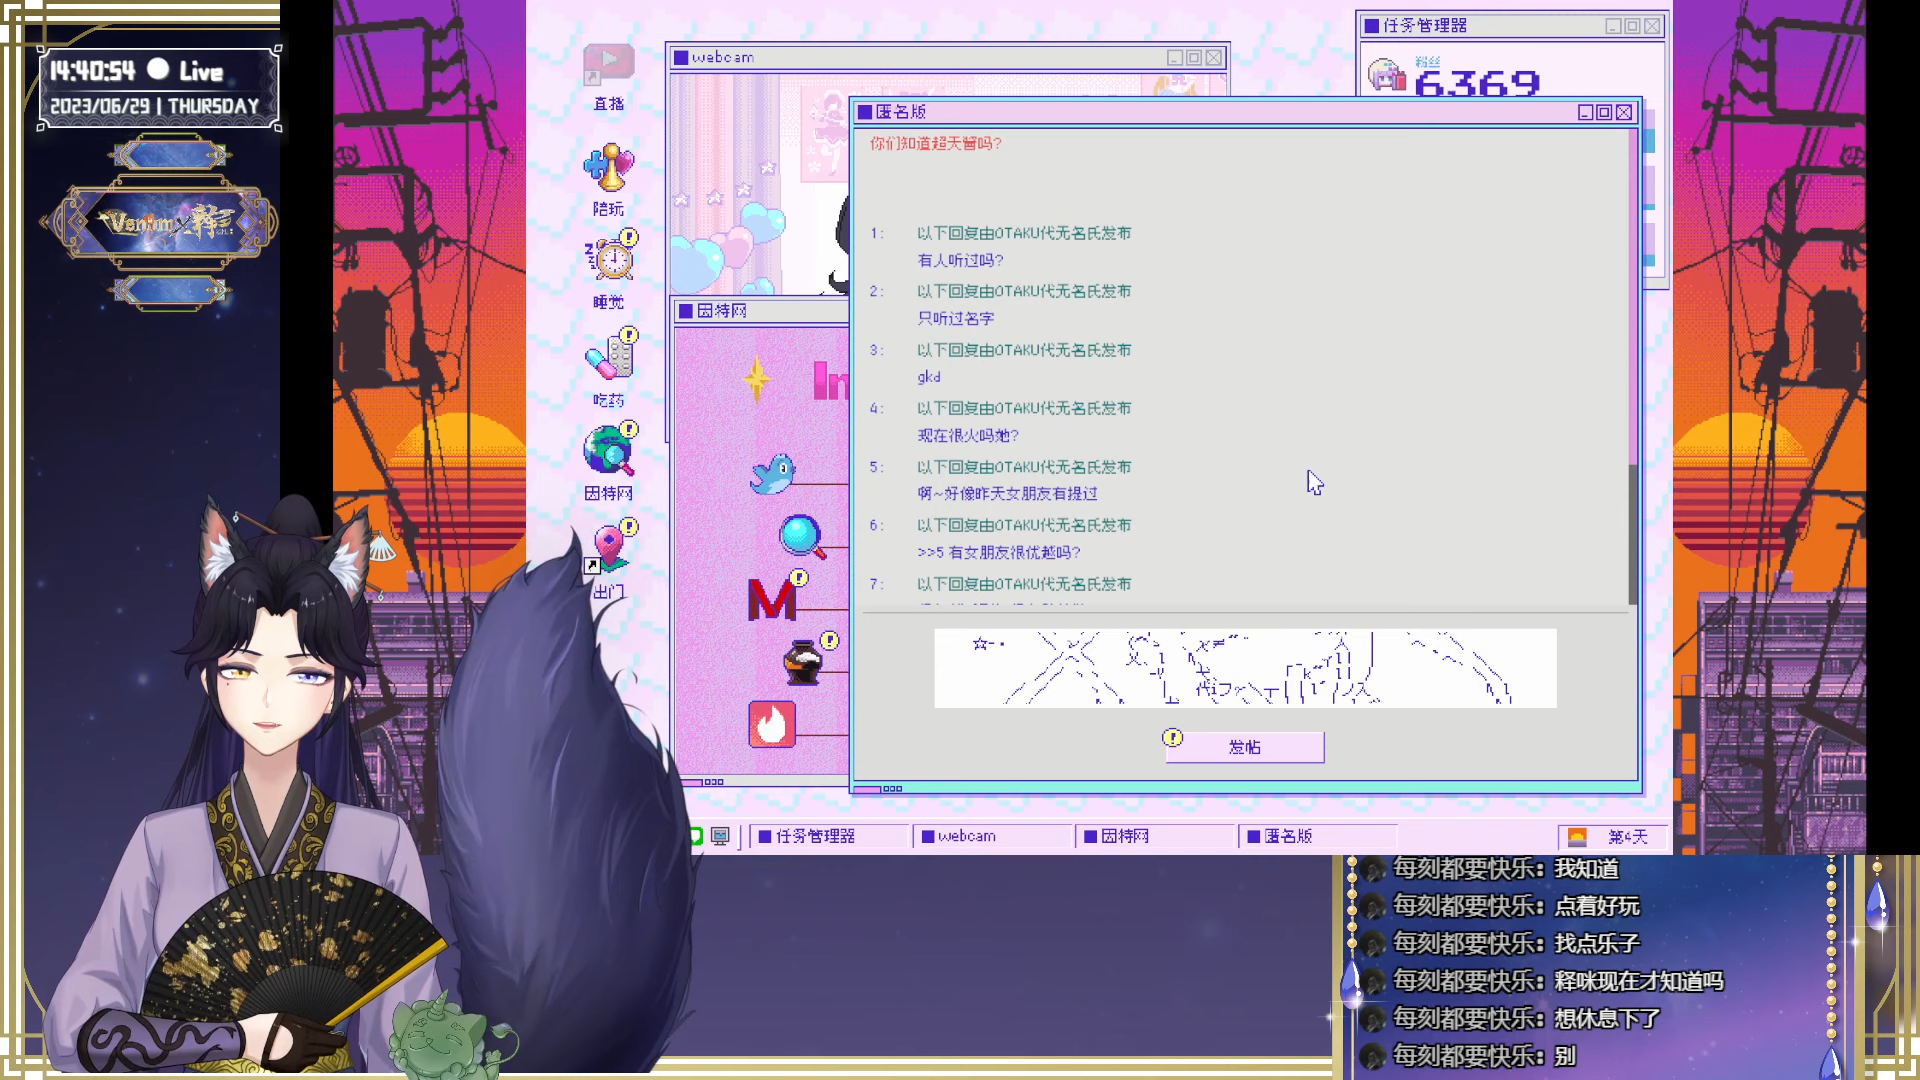 14:40:54 Live
2023/06/29 | THURSDAY
直播
陪玩
睡觉
吃药
因特网
出门
webcam
任务管理器
粉丝
6369
因特网
匿名版
你们知道超天酱吗?
1: 以下回复由OTAKU代无名氏发布
有人听过吗?
2: 以下回复由OTAKU代无名氏发布
只听过名字
3: 以下回复由OTAKU代无名氏发布
gkd
4: 以下回复由OTAKU代无名氏发布
现在很火吗她?
5: 以下回复由OTAKU代无名氏发布
啊~好像昨天女朋友有提过
6: 以下回复由OTAKU代无名氏发布
>>5 有女朋友很优越吗?
7: 以下回复由OTAKU代无名氏发布
发帖
任务管理器
webcam
因特网
匿名版
第4天
每刻都要快乐: 我知道
每刻都要快乐: 点着好玩
每刻都要快乐: 找点乐子
每刻都要快乐: 释咪现在才知道吗
每刻都要快乐: 想休息下了
每刻都要快乐: 别